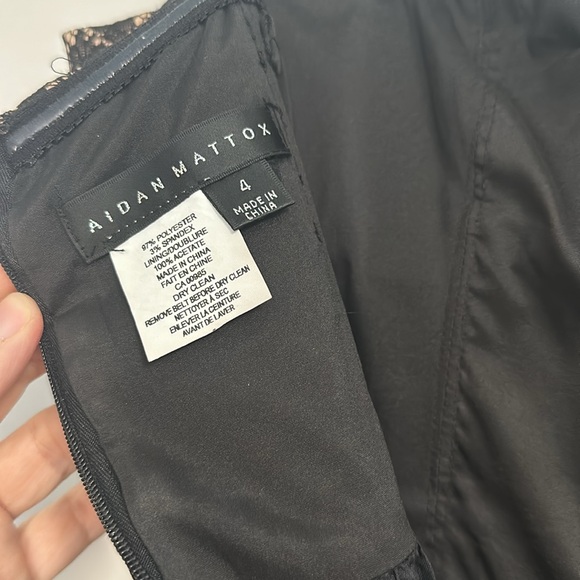 AIDAN MATTOX
4
MADE IN
CHINA
97% POLYESTER
3% SPANDEX
LINING/DOUBLURE
100% ACETATE
MADE IN CHINA
FAIT EN CHINE
CA 00985
DRY CLEAN
REMOVE BELT BEFORE DRY CLEAN
NETTOYER À SEC
ENLEVER LA CEINTURE
AVANT DE LAVER